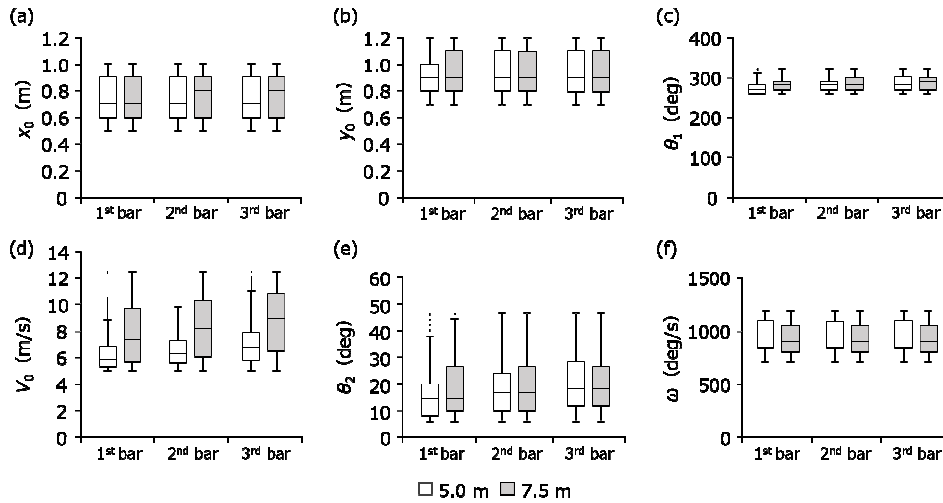 (a)
x0 (m)
1.2
1.0
0.8
0.6
0.4
0.2
0
1st bar 2nd bar 3rd bar
(b)
y0 (m)
1.2
1.0
0.8
0.6
0.4
0.2
0
1st bar 2nd bar 3rd bar
(c)
θ1 (deg)
400
300
200
100
0
1st bar 2nd bar 3rd bar
(d)
V0 (m/s)
14
12
10
8
6
4
2
0
1st bar 2nd bar 3rd bar
(e)
θ2 (deg)
60
50
40
30
20
10
0
1st bar 2nd bar 3rd bar
(f)
ω (deg/s)
1500
1000
500
0
1st bar 2nd bar 3rd bar
5.0 m 7.5 m